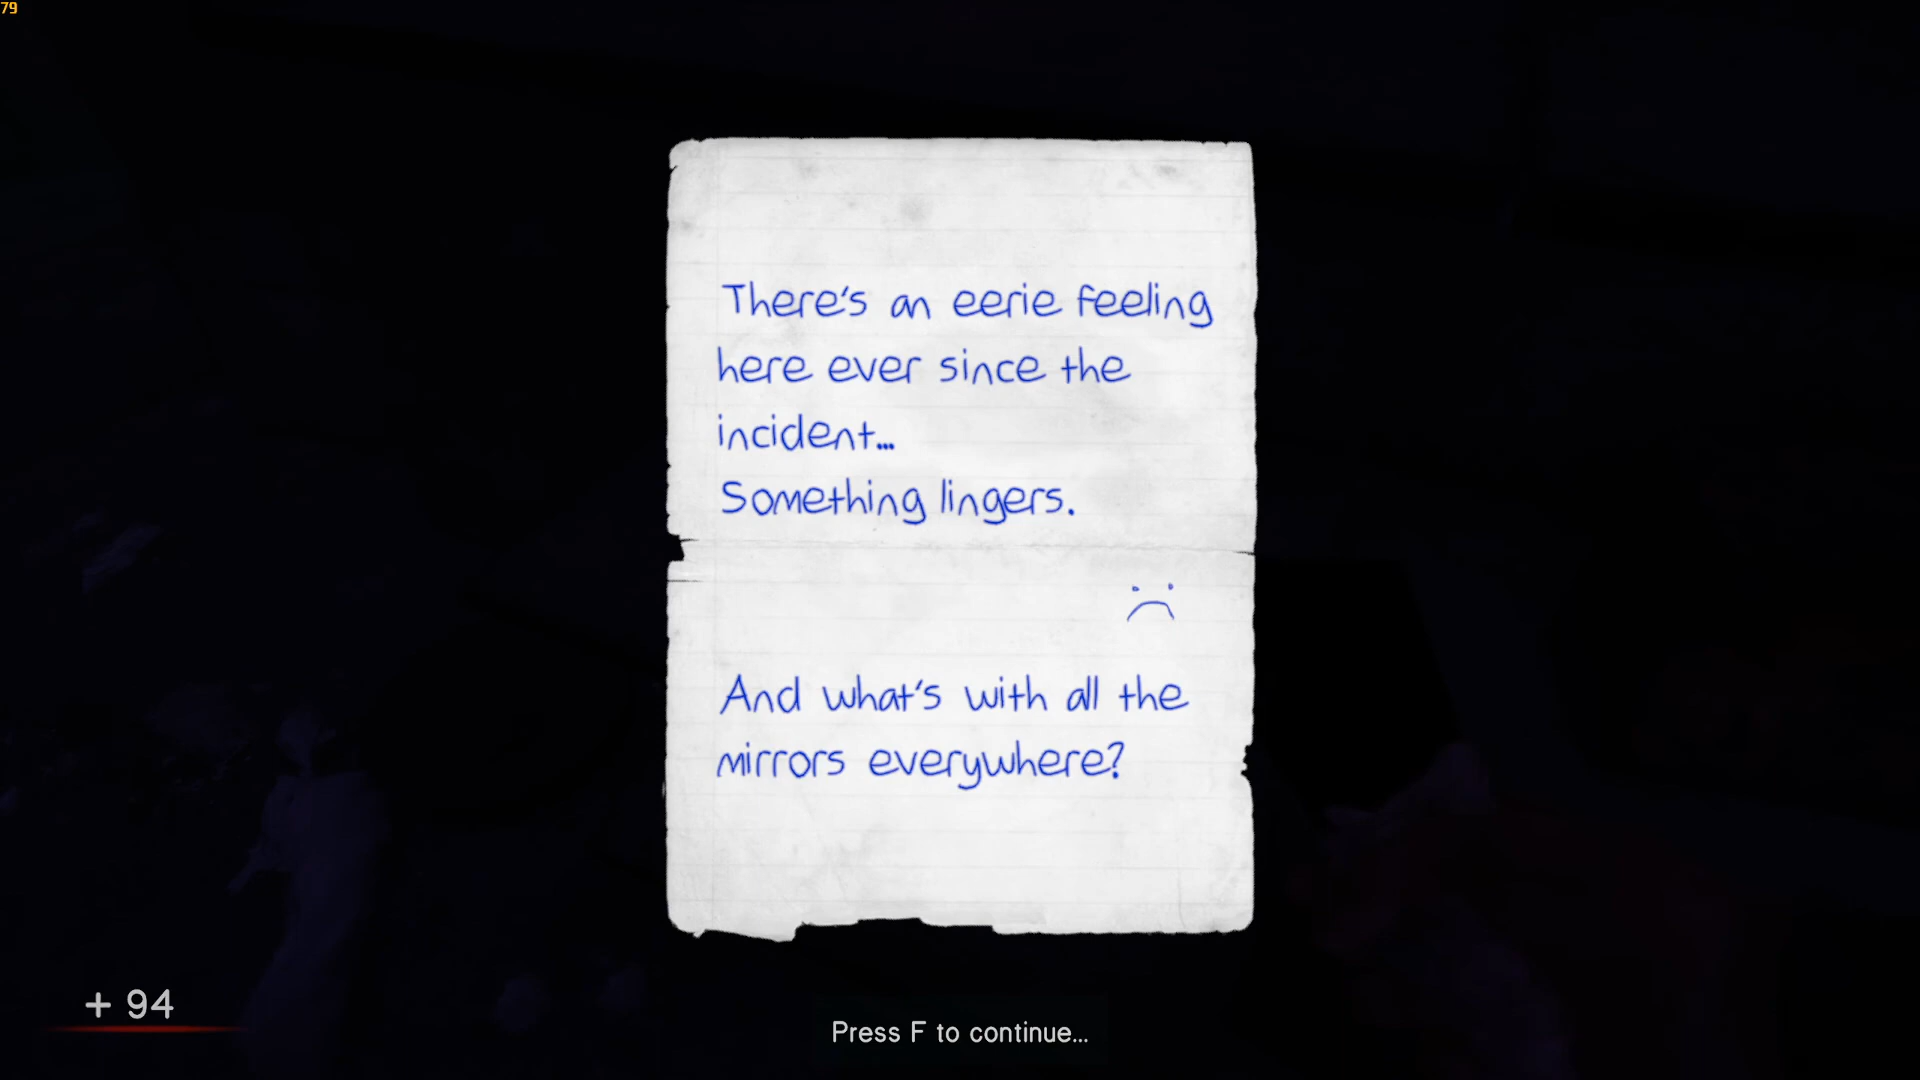 79
There's an eerie feeling
here ever since the
incident...
Something lingers.
And what's with all the
mirrors everywhere?
+ 94
Press F to continue...